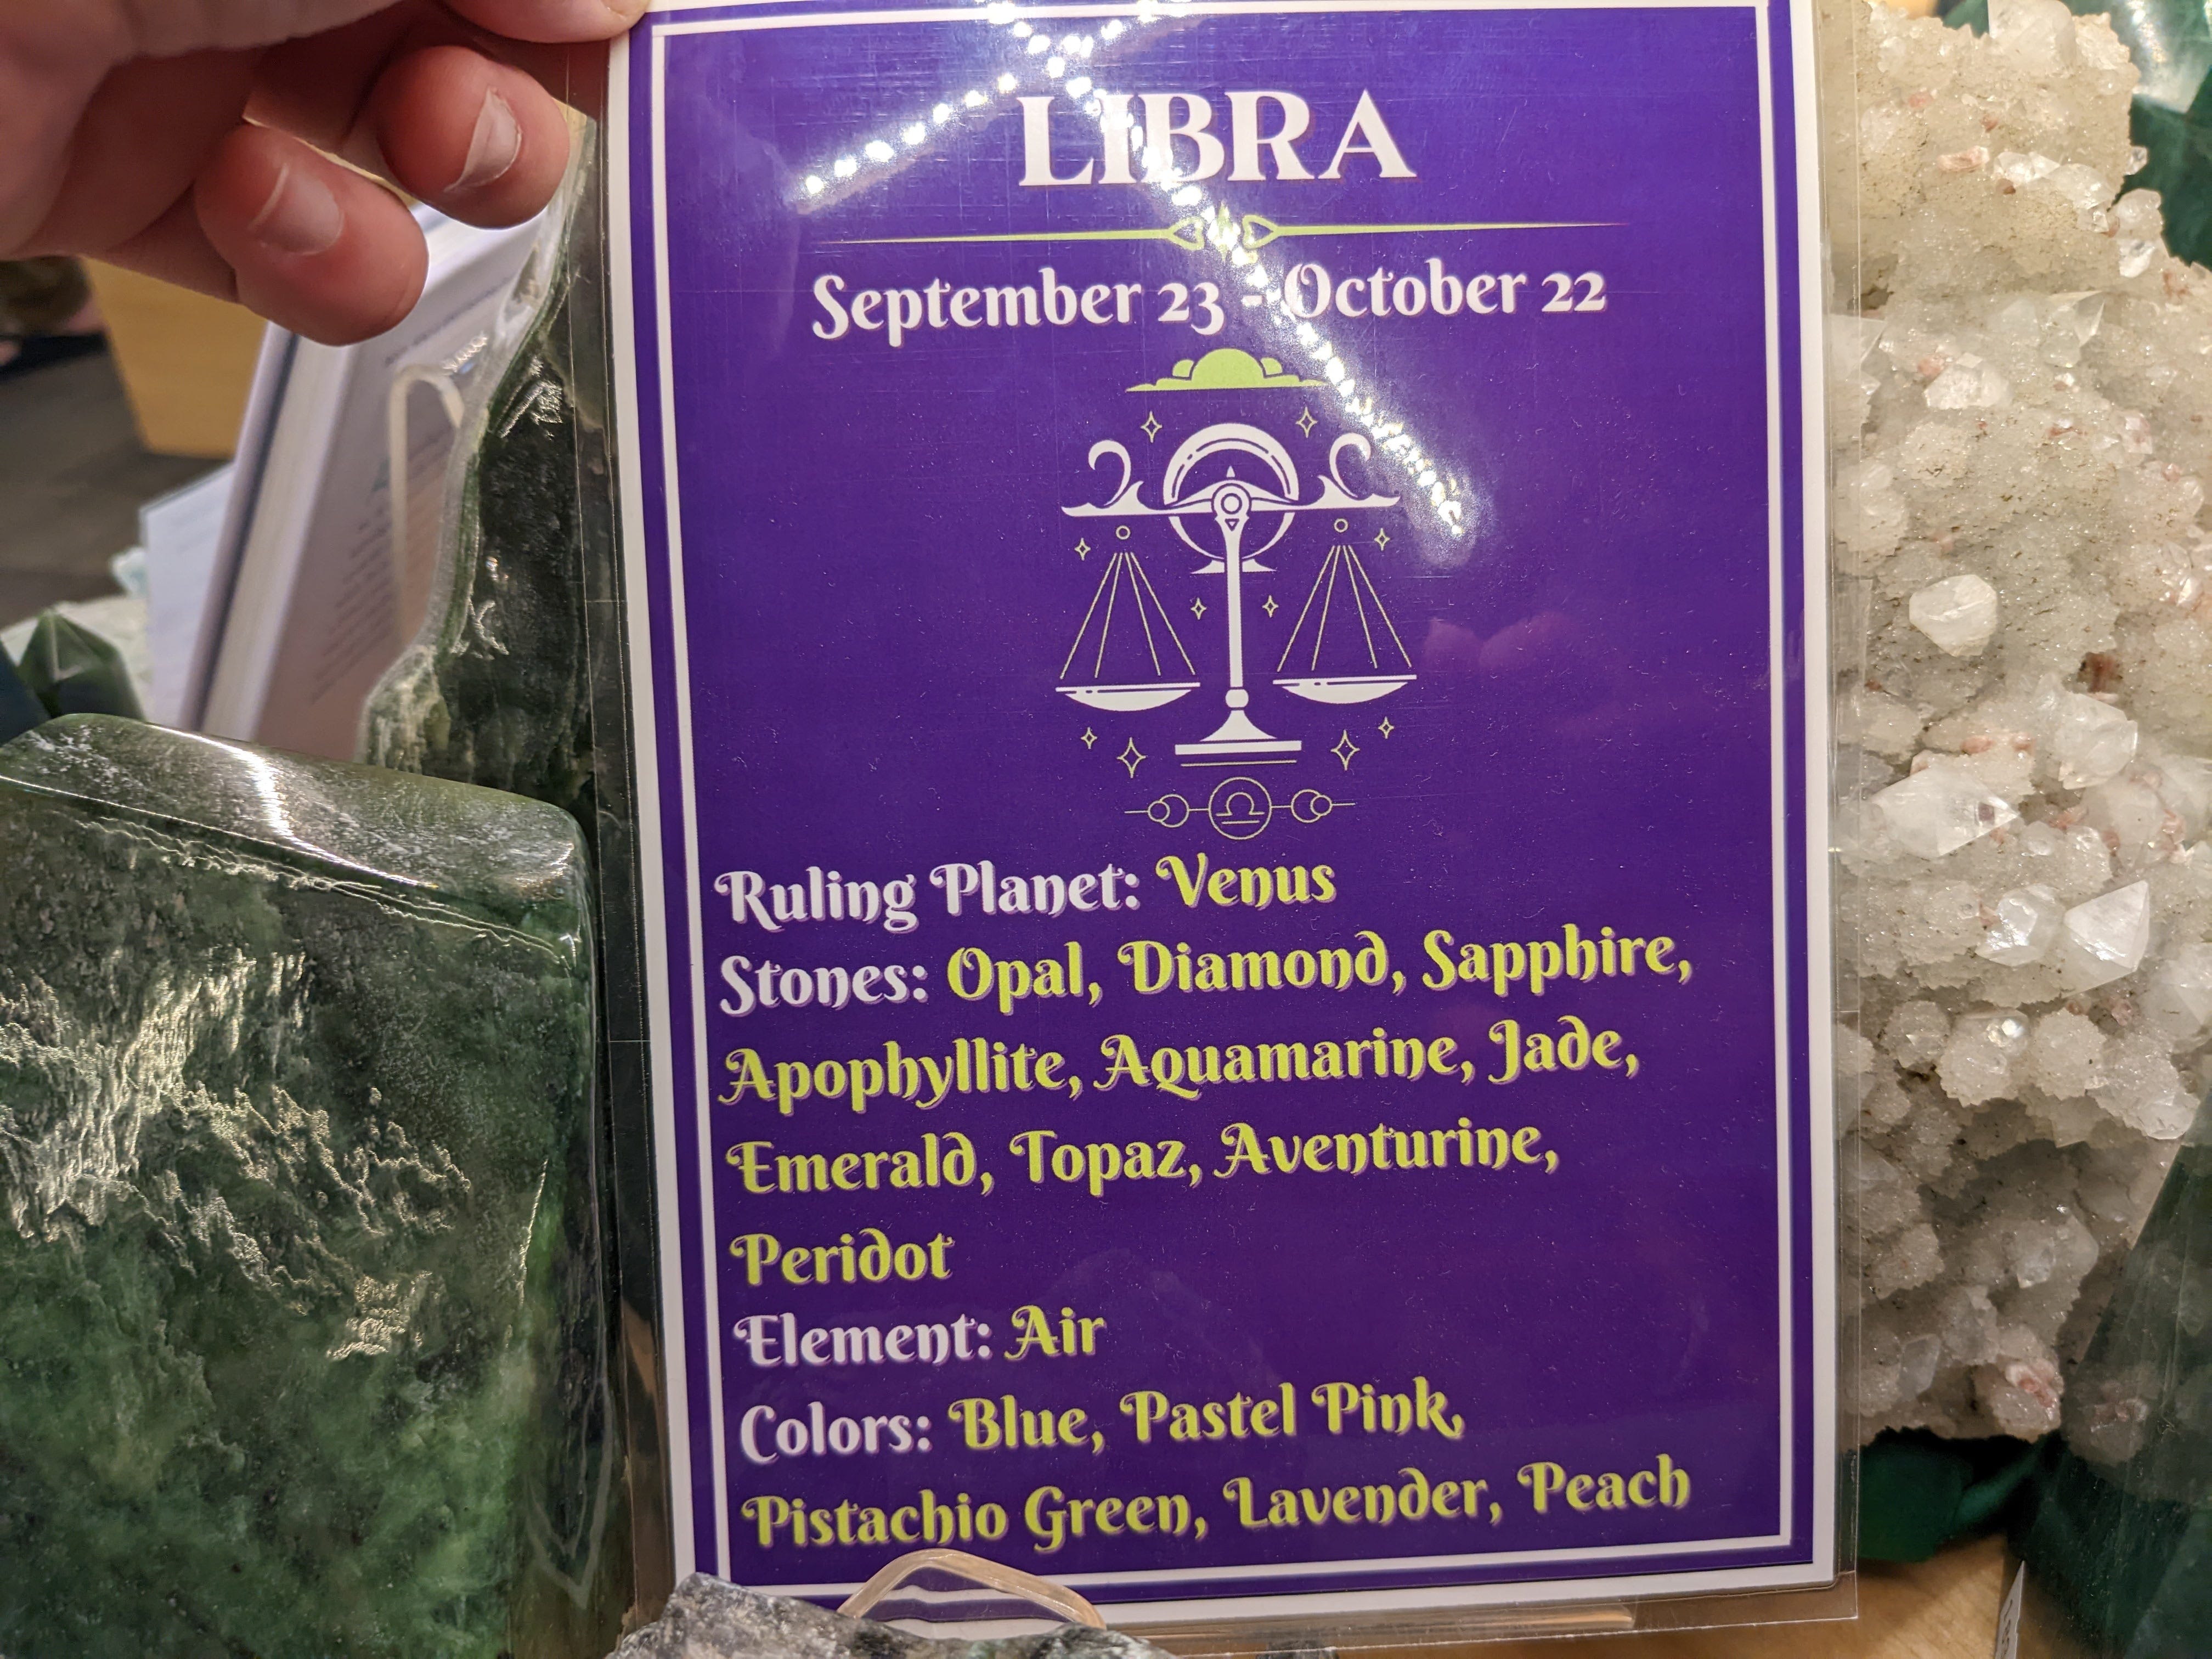 LIBRA
September 23 - October 22
Ruling Planet: Venus
Stones: Opal, Diamond, Sapphire,
Apophyllite, Aquamarine, Jade,
Emerald, Topaz, Aventurine,
Peridot
Element: Air
Colors: Blue, Pastel Pink,
Pistachio Green, Lavender, Peach